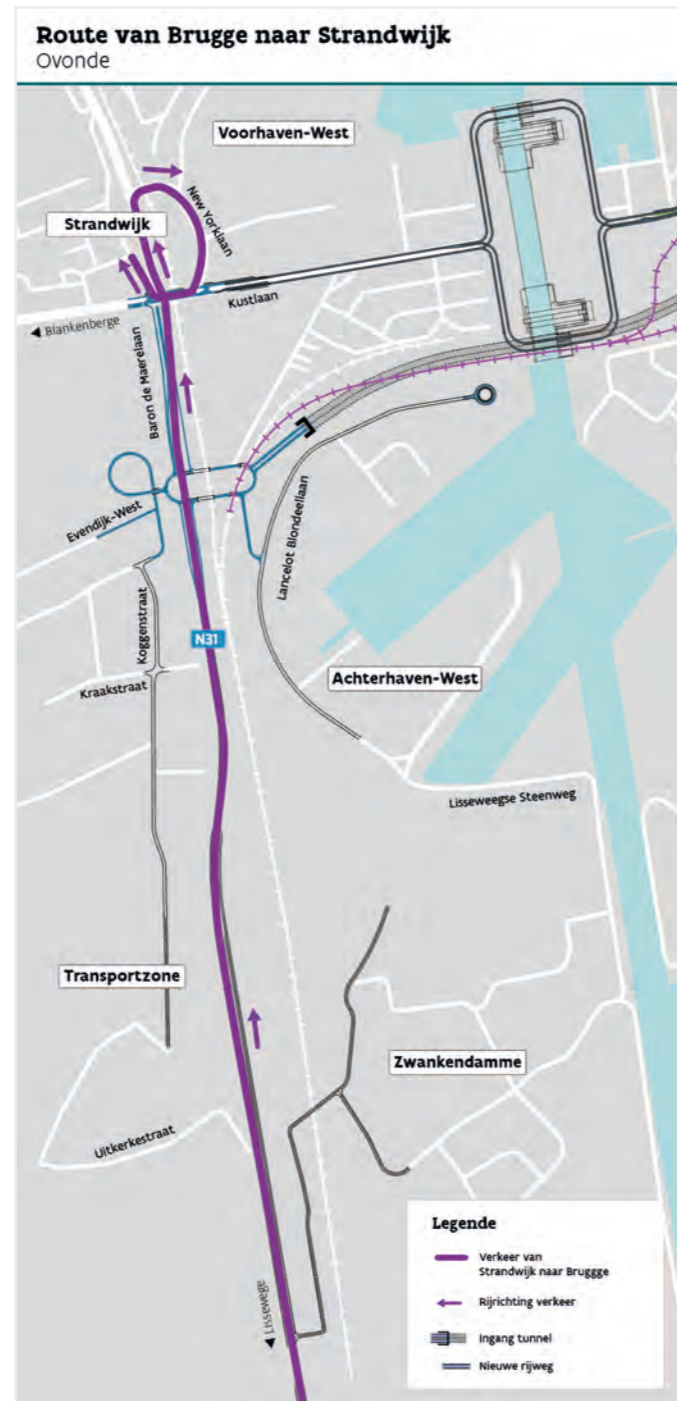 Route van Brugge naar Strandwijk
Ovonde
Voorhaven-West
New Yorklaan
Strandwijk
Kustlaan
◀ Blankenberge
Baron de Maerelaan
Evendijk-West
Lancelot Blondeellaan
Koggenstraat
N31
Kraakstraat
Achterhaven-West
Lisseweegse Steenweg
Transportzone
Zwankendamme
Uitkerkestraat
◀ Lissewege
Legende
Verkeer van
Strandwijk naar Bruggge
Rijrichting verkeer
Ingang tunnel
Nieuwe rijweg